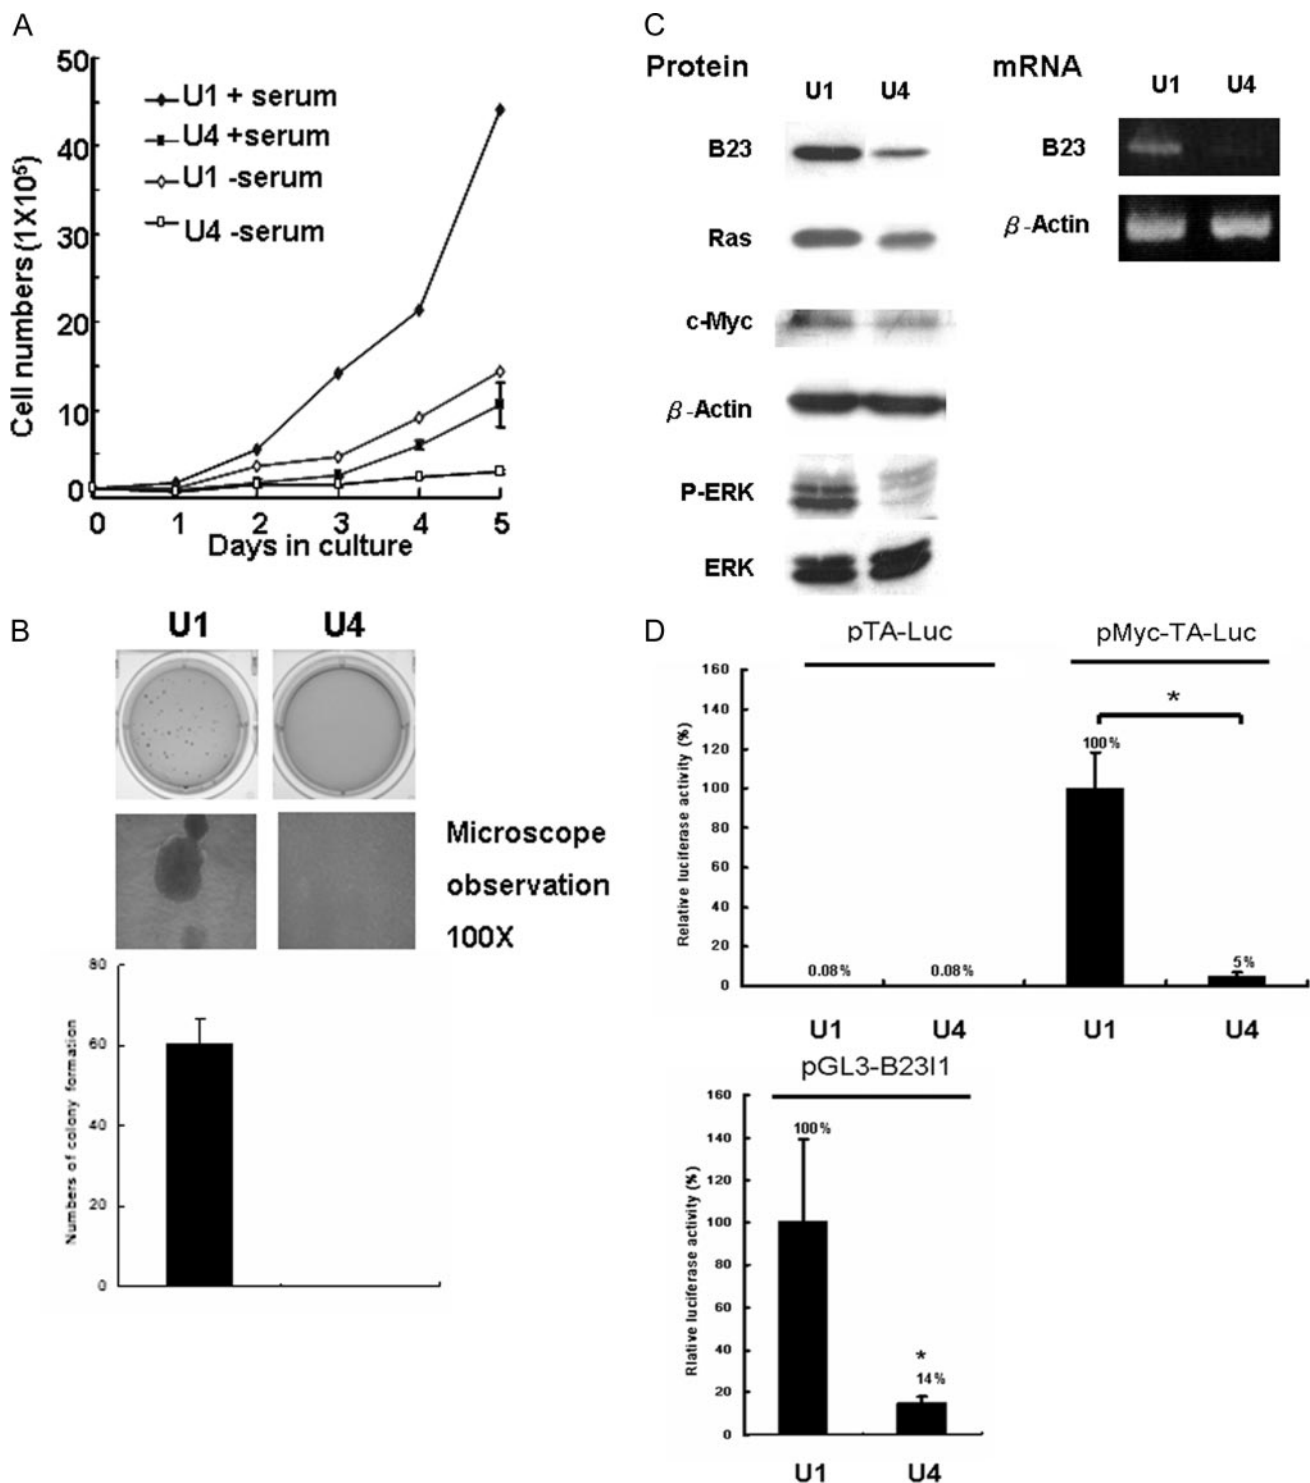 A
50
40
30
20
10
0
Cell numbers (1X10⁵)
U1 + serum
U4 +serum
U1 -serum
U4 -serum
0 1 2 3 4 5
Days in culture
B
U1 U4
Microscope
observation
100X
80
60
40
20
0
Numbers of colony formation
C
Protein
U1 U4
B23
Ras
c-Myc
β-Actin
P-ERK
ERK
mRNA
U1 U4
B23
β-Actin
D
pTA-Luc pMyc-TA-Luc
160
140
120
100
80
60
40
20
0
Relative luciferase activity (%)
*
100%
0.08% 0.08% 5%
U1 U4 U1 U4
pGL3-B23I1
160
140
120
100
80
60
40
20
0
Rlative luciferase activity (%)
100%
*
14%
U1 U4